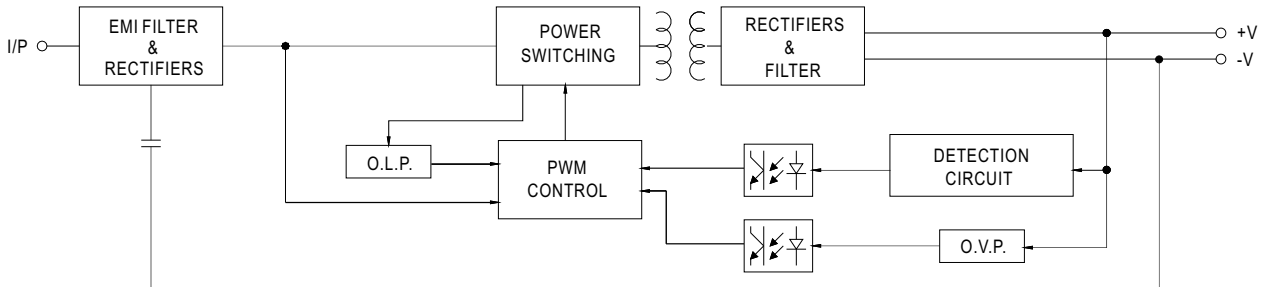 I/P
EMI FILTER
&
RECTIFIERS
POWER
SWITCHING
RECTIFIERS
&
FILTER
+V
-V
O.L.P.
PWM
CONTROL
DETECTION
CIRCUIT
O.V.P.